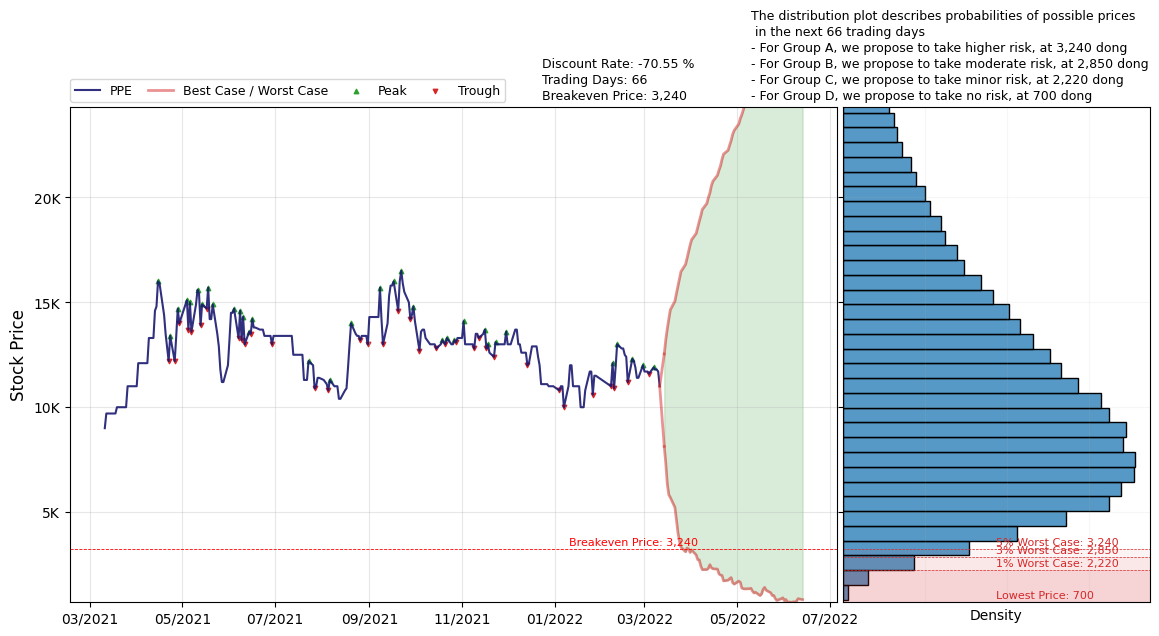 The distribution plot describes probabilities of possible prices
in the next 66 trading days
- For Group A, we propose to take higher risk, at 3,240 dong
- For Group B, we propose to take moderate risk, at 2,850 dong
- For Group C, we propose to take minor risk, at 2,220 dong
- For Group D, we propose to take no risk, at 700 dong
Discount Rate: -70.55 %
Trading Days: 66
Breakeven Price: 3,240
PPE
Best Case / Worst Case
Peak
Trough
Stock Price
20K
15K
10K
5K
Breakeven Price: 3,240
5% Worst Case: 3,240
3% Worst Case: 2,850
1% Worst Case: 2,220
Lowest Price: 700
03/2021 05/2021 07/2021 09/2021 11/2021 01/2022 03/2022 05/2022 07/2022
Density